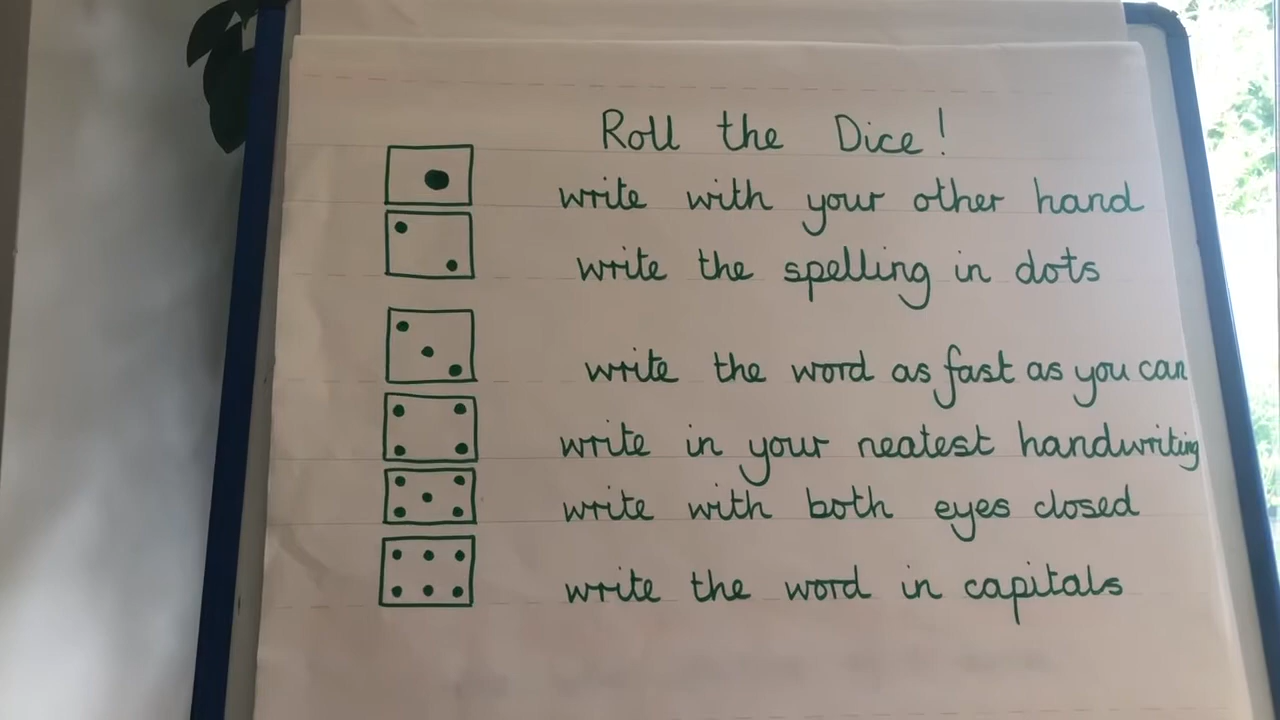 Roll the Dice!
write with your other hand
write the spelling in dots
write the word as fast as you can
write in your neatest handwriting
write with both eyes closed
write the word in capitals